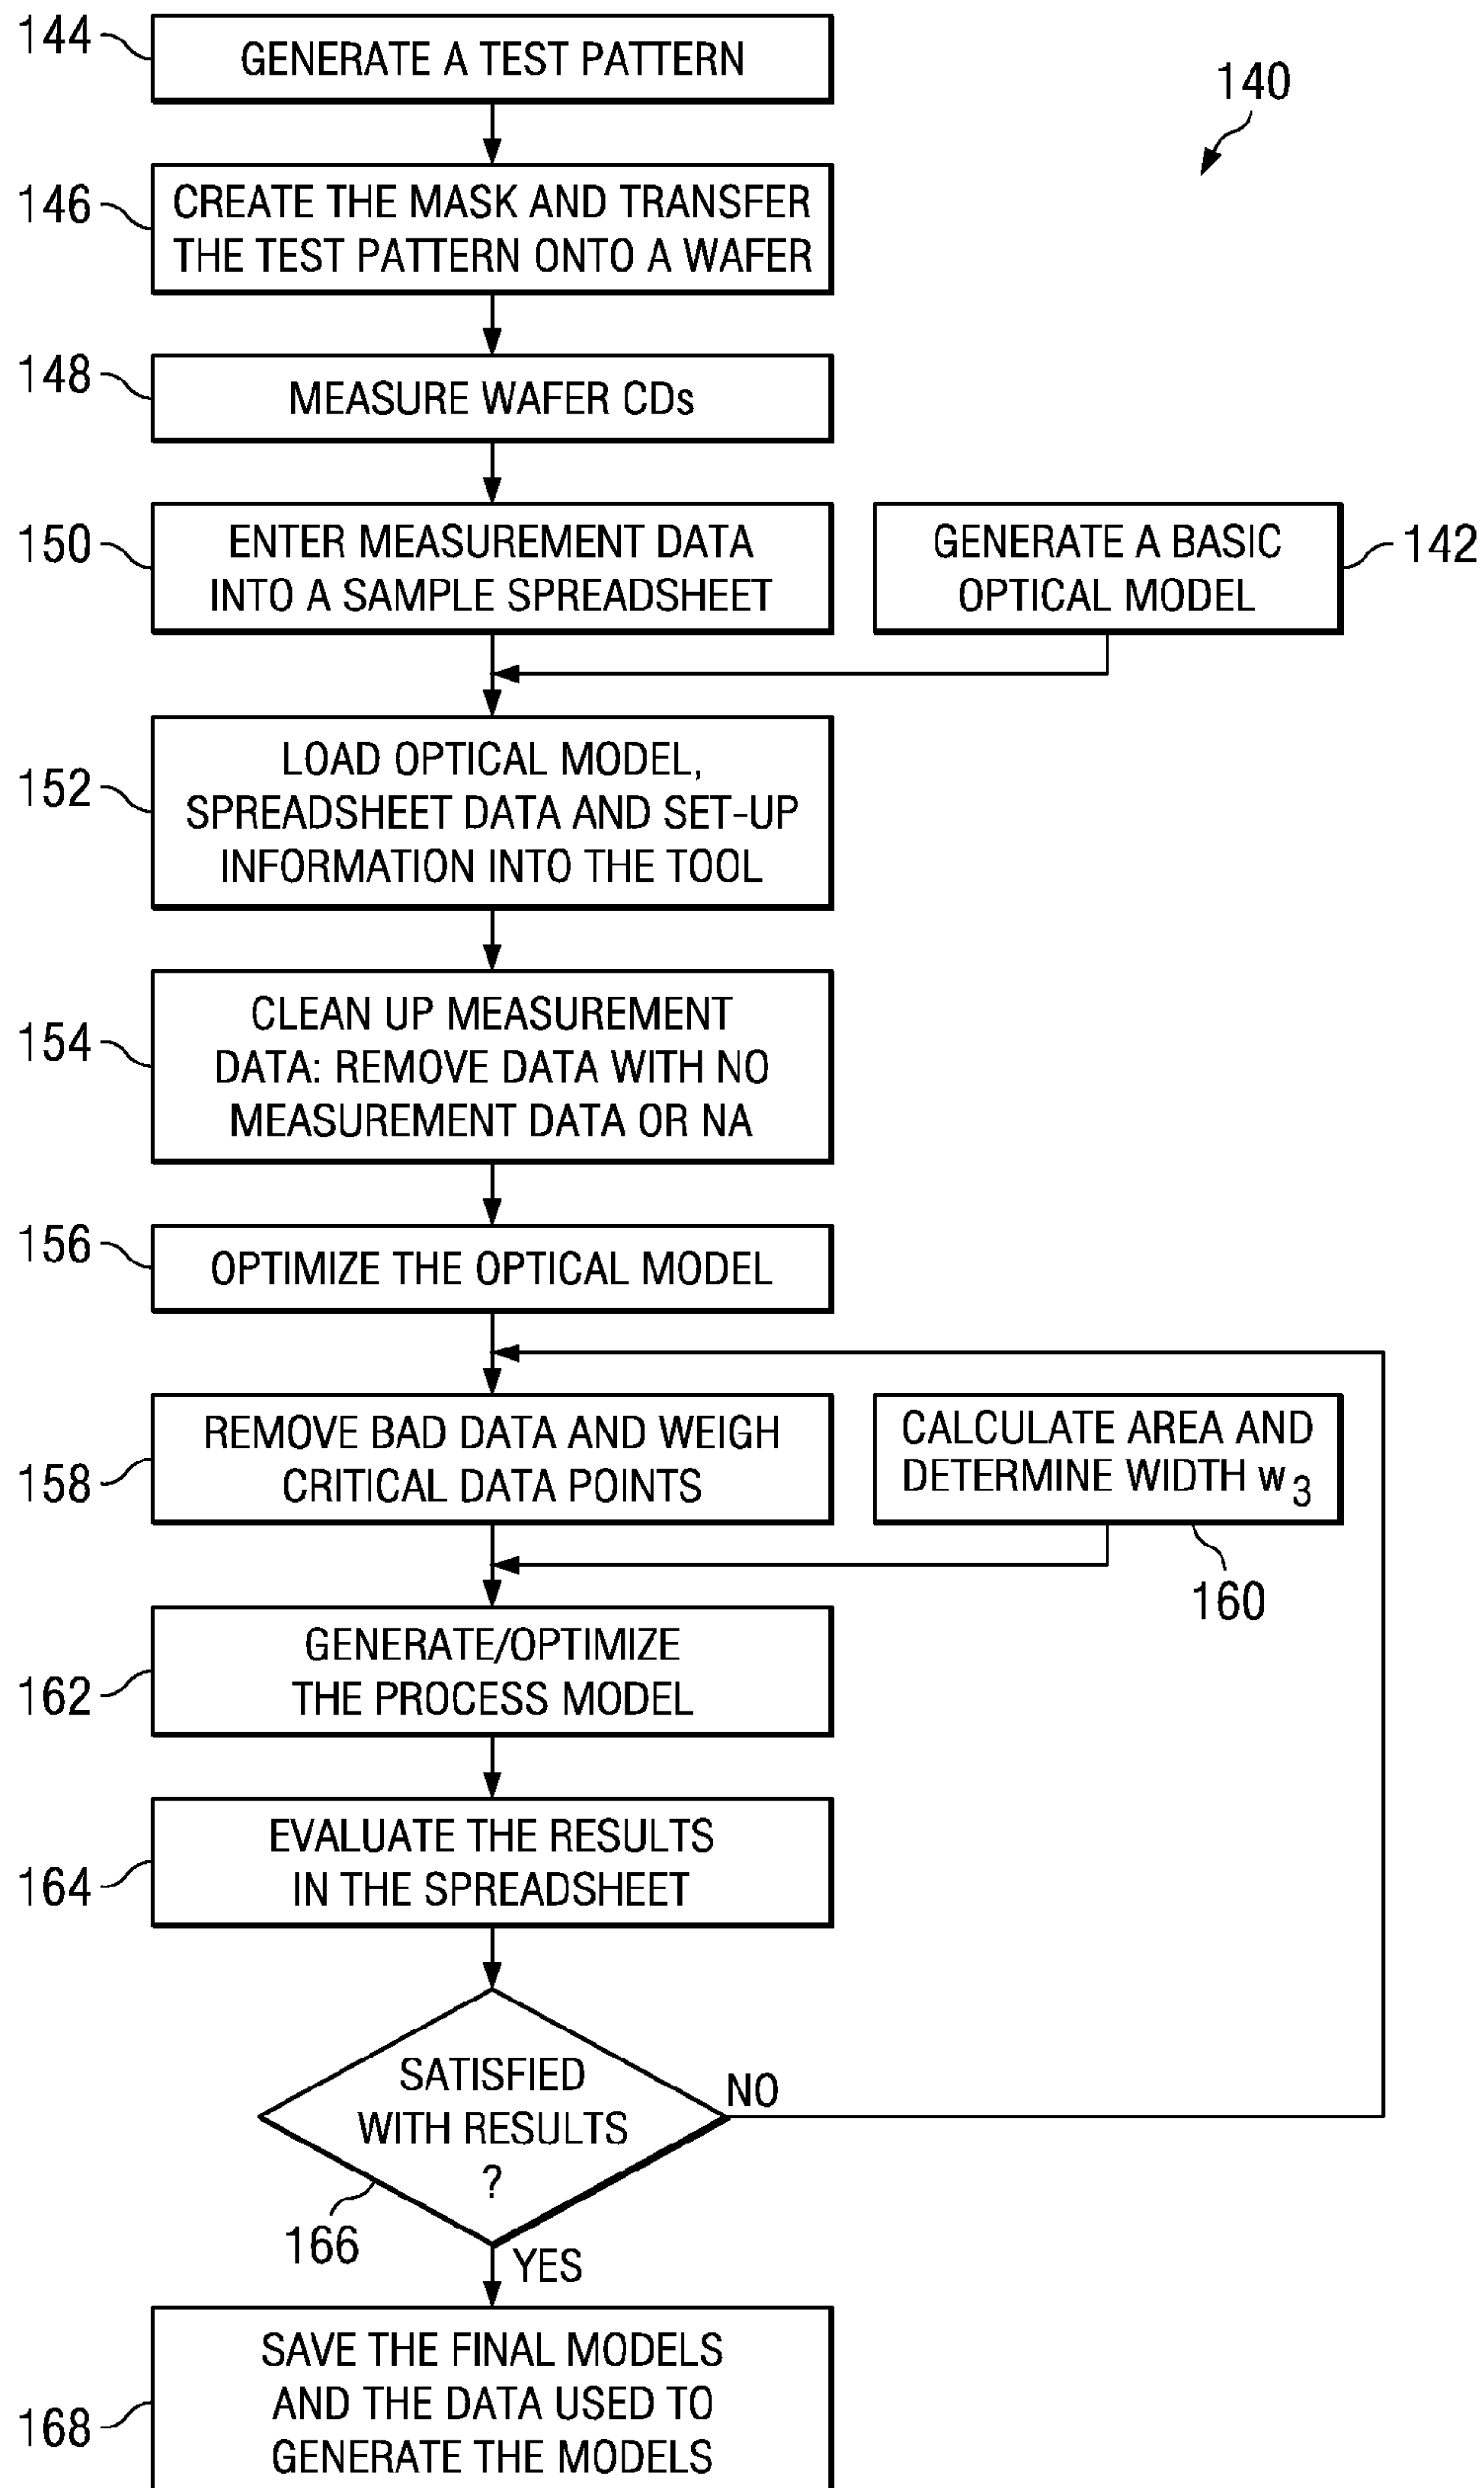 144
GENERATE A TEST PATTERN
140
146
CREATE THE MASK AND TRANSFER
THE TEST PATTERN ONTO A WAFER
148
MEASURE WAFER CDs
150
ENTER MEASUREMENT DATA
INTO A SAMPLE SPREADSHEET
GENERATE A BASIC
OPTICAL MODEL
142
152
LOAD OPTICAL MODEL,
SPREADSHEET DATA AND SET-UP
INFORMATION INTO THE TOOL
154
CLEAN UP MEASUREMENT
DATA: REMOVE DATA WITH NO
MEASUREMENT DATA OR NA
156
OPTIMIZE THE OPTICAL MODEL
158
REMOVE BAD DATA AND WEIGH
CRITICAL DATA POINTS
CALCULATE AREA AND
DETERMINE WIDTH w3
160
162
GENERATE/OPTIMIZE
THE PROCESS MODEL
164
EVALUATE THE RESULTS
IN THE SPREADSHEET
SATISFIED
WITH RESULTS
?
NO
166
YES
168
SAVE THE FINAL MODELS
AND THE DATA USED TO
GENERATE THE MODELS